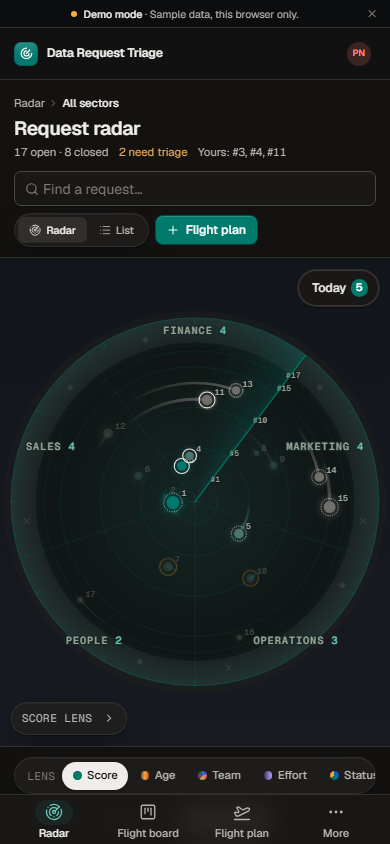 Demo mode · Sample data, this browser only.
Data Request Triage
PN
Radar > All sectors
Request radar
17 open · 8 closed 2 need triage Yours: #3, #4, #11
Find a request...
Radar List + Flight plan
Today 5
FINANCE 4
#17
13
#15
11
#10
12
SALES 4
MARKETING 4
4
#5
8
9
6
14
#1
2
1
15
5
7
10
17
16
PEOPLE 2
OPERATIONS 3
SCORE LENS >
LENS Score Age Team Effort Status
Radar Flight board Flight plan More